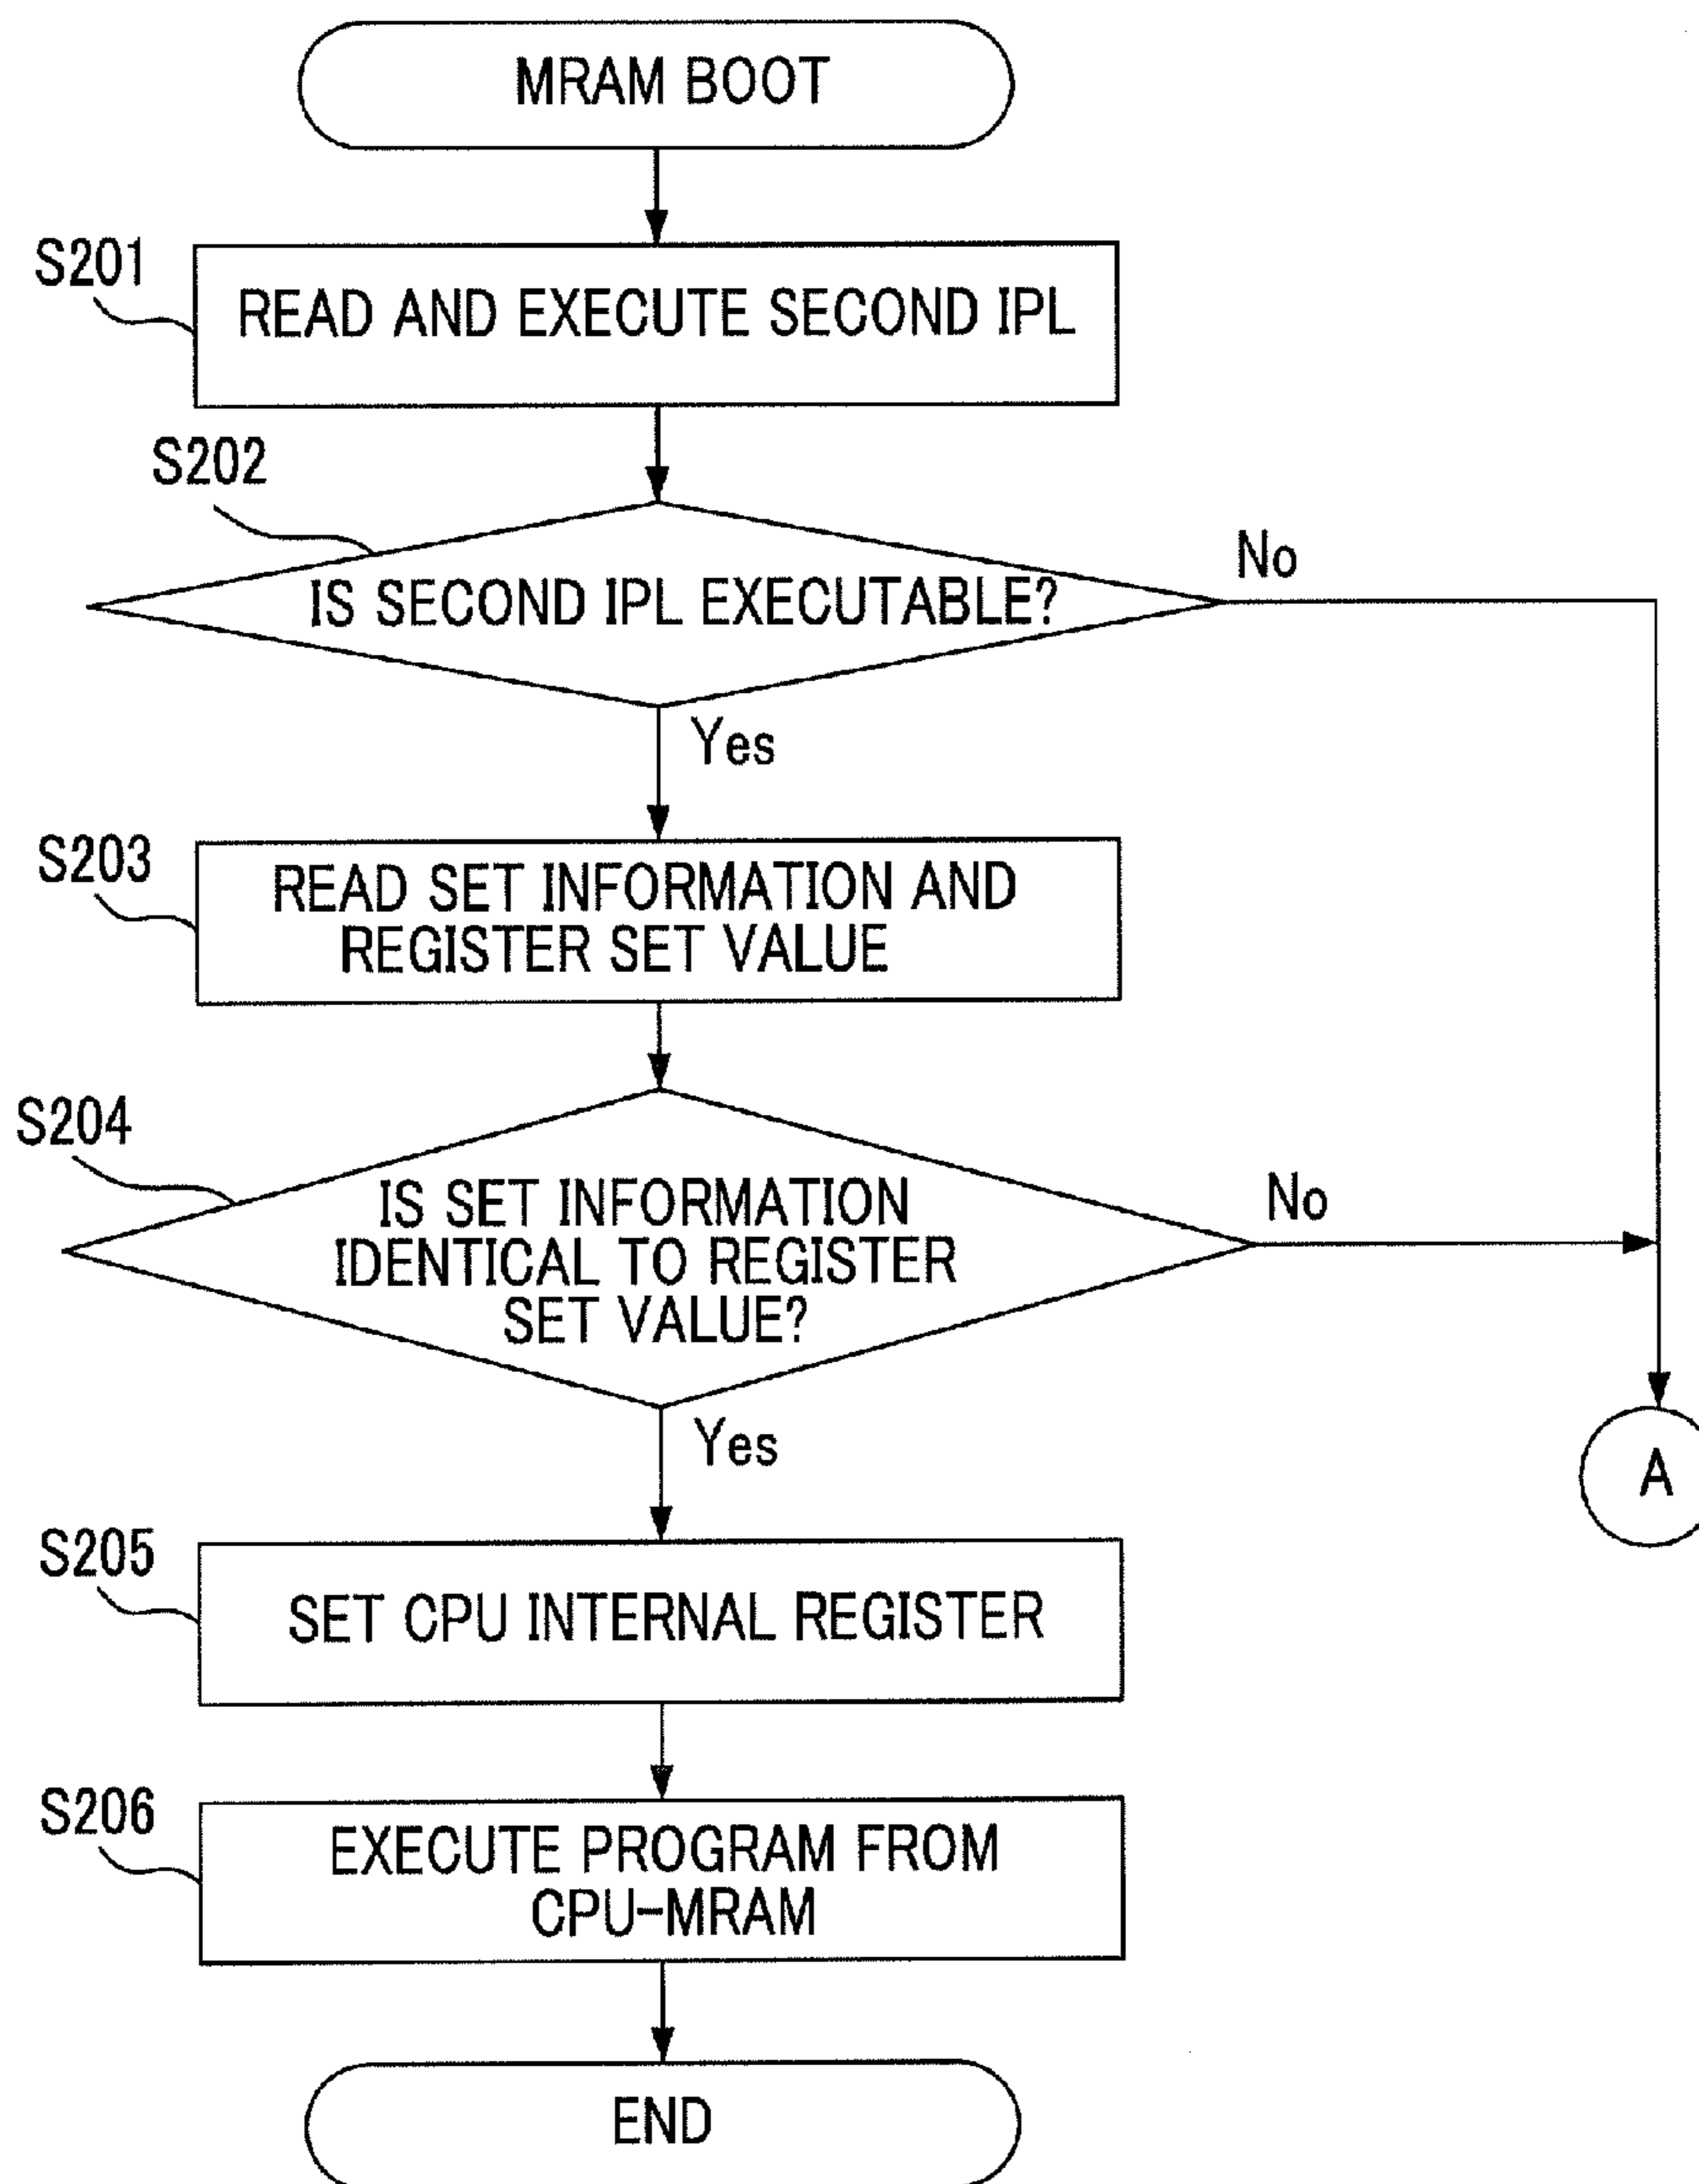 MRAM BOOT
S201
READ AND EXECUTE SECOND IPL
S202
IS SECOND IPL EXECUTABLE?
No
Yes
S203
READ SET INFORMATION AND
REGISTER SET VALUE
S204
IS SET INFORMATION
IDENTICAL TO REGISTER
SET VALUE?
No
Yes
A
S205
SET CPU INTERNAL REGISTER
S206
EXECUTE PROGRAM FROM
CPU-MRAM
END